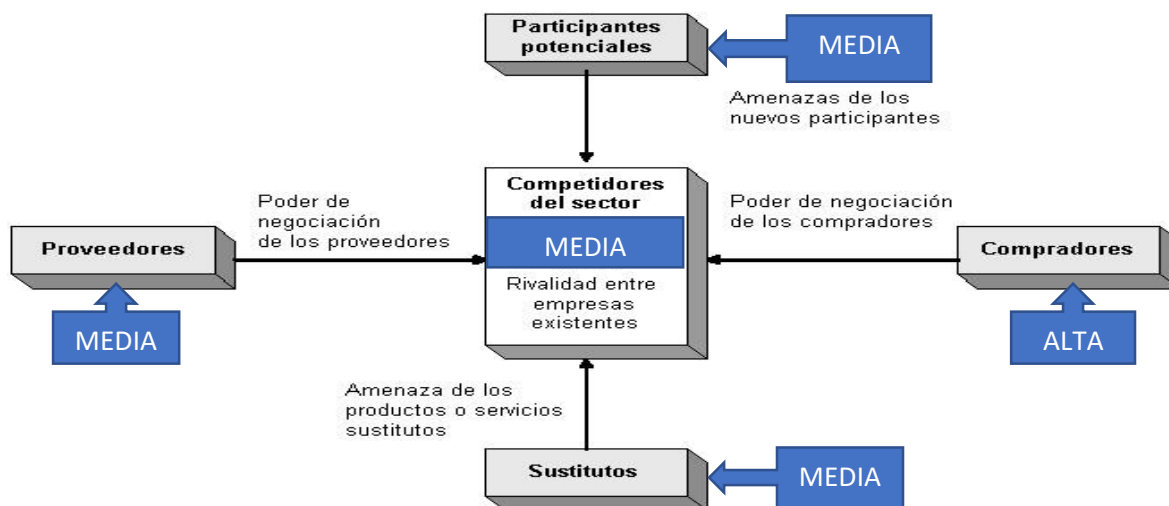 Participantes
potenciales
MEDIA
Amenazas de los
nuevos participantes
Competidores
del sector
MEDIA
Rivalidad entre
empresas
existentes
Poder de
negociación
de los proveedores
Proveedores
MEDIA
Poder de negociación
de los compradores
Compradores
ALTA
Amenaza de los
productos o servicios
sustitutos
Sustitutos
MEDIA